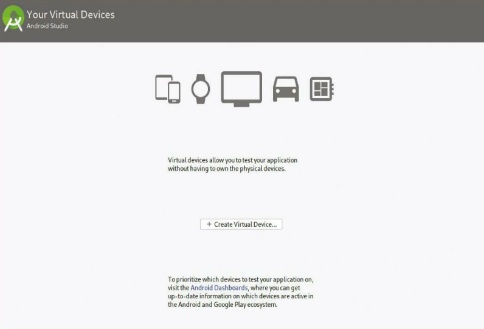 Your Virtual Devices
Android Studio
Virtual devices allow you to test your application
without having to own the physical devices.
+ Create Virtual Device...
To prioritize which devices to test your application on,
visit the Android Dashboards, where you can get
up-to-date information on which devices are active in
the Android and Google Play ecosystem.